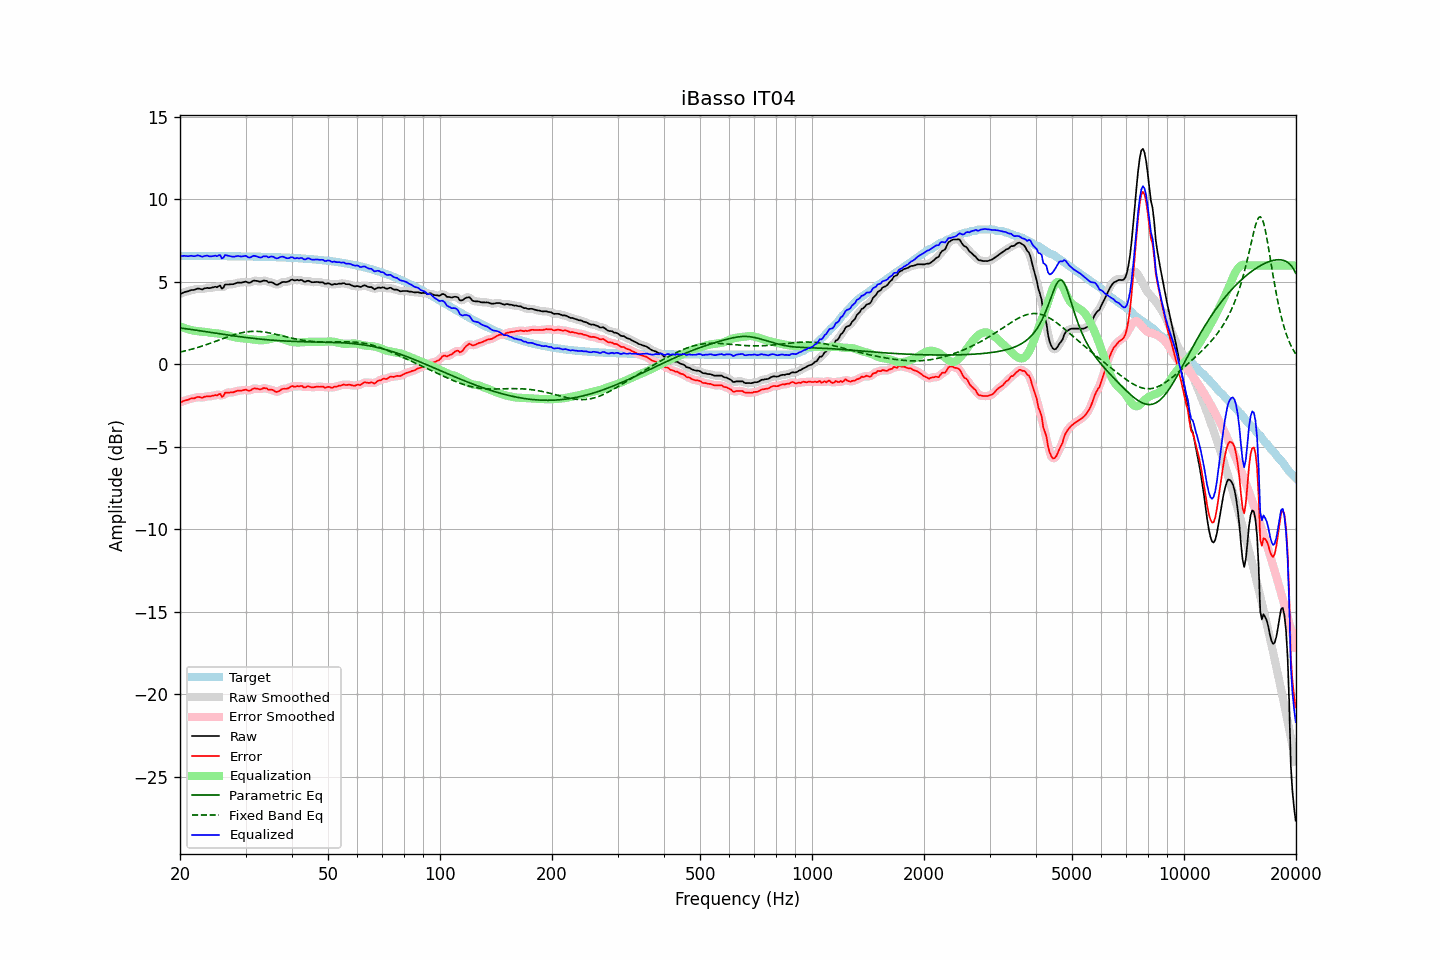 iBasso IT04
15
10
5
0
−5
−10
−15
−20
−25
Amplitude (dBr)
Target
Raw Smoothed
Error Smoothed
Raw
Error
Equalization
Parametric Eq
Fixed Band Eq
Equalized
20 50 100 200 500 1000 2000 5000 10000 20000
Frequency (Hz)